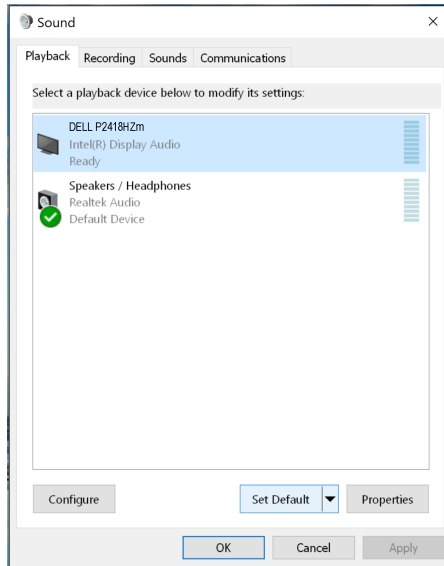 Sound
Playback Recording Sounds Communications
Select a playback device below to modify its settings:
DELL P2418HZm
Intel(R) Display Audio
Ready
Speakers / Headphones
Realtek Audio
Default Device
Configure Set Default Properties
OK Cancel Apply